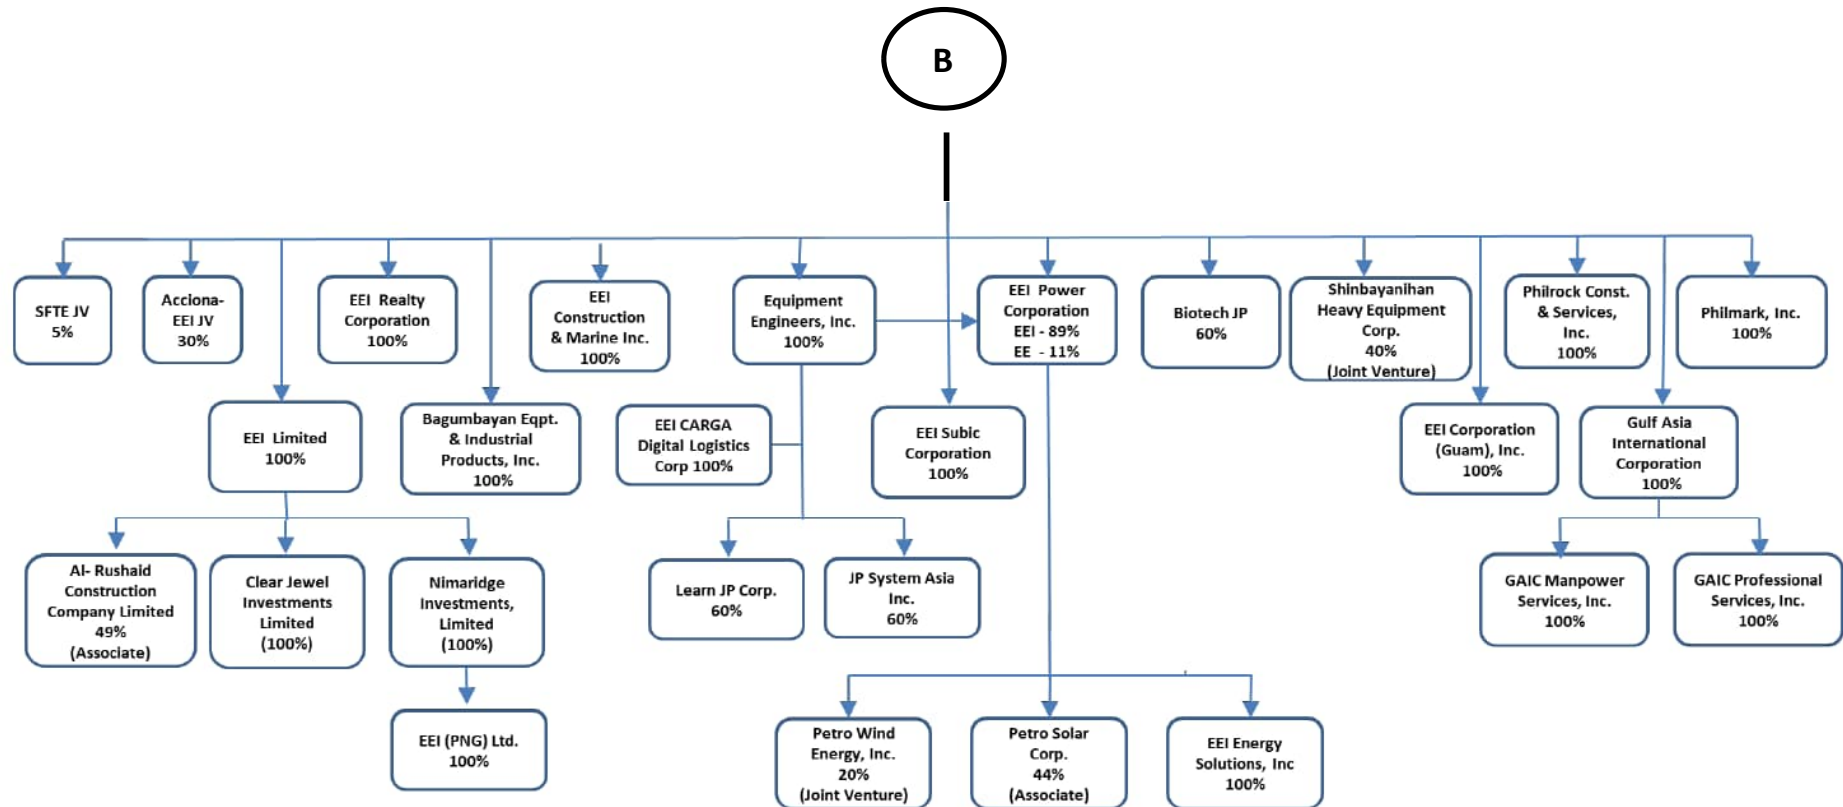 B
SFTE JV
5%
Acciona-
EEI JV
30%
EEI Realty
Corporation
100%
EEI
Construction
& Marine Inc.
100%
Equipment
Engineers, Inc.
100%
EEI Power
Corporation
EEI - 89%
EE - 11%
Biotech JP
60%
Shinbayanihan
Heavy Equipment
Corp.
40%
(Joint Venture)
Philrock Const.
& Services,
Inc.
100%
Philmark, Inc.
100%
EEI Limited
100%
Bagumbayan Eqpt.
& Industrial
Products, Inc.
100%
EEI CARGA
Digital Logistics
Corp 100%
EEI Subic
Corporation
100%
EEI Corporation
(Guam), Inc.
100%
Gulf Asia
International
Corporation
100%
Al- Rushaid
Construction
Company Limited
49%
(Associate)
Clear Jewel
Investments
Limited
(100%)
Nimaridge
Investments,
Limited
(100%)
Learn JP Corp.
60%
JP System Asia
Inc.
60%
GAIC Manpower
Services, Inc.
100%
GAIC Professional
Services, Inc.
100%
EEI (PNG) Ltd.
100%
Petro Wind
Energy, Inc.
20%
(Joint Venture)
Petro Solar
Corp.
44%
(Associate)
EEI Energy
Solutions, Inc
100%